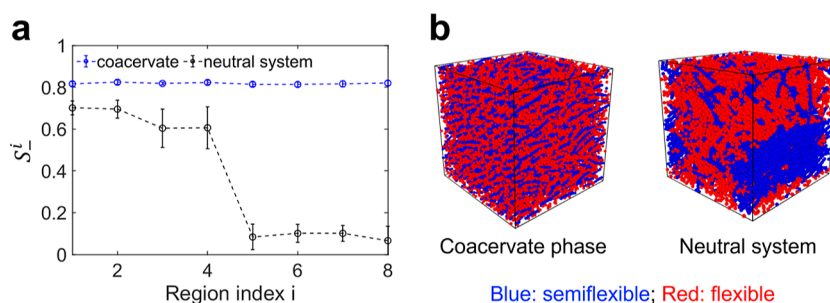 a
b
1
coacervate
neutral system
0.8
0.6
0.4
0.2
0
S_^i
2
4
6
8
Region index i
Coacervate phase
Neutral system
Blue: semiflexible; Red: flexible